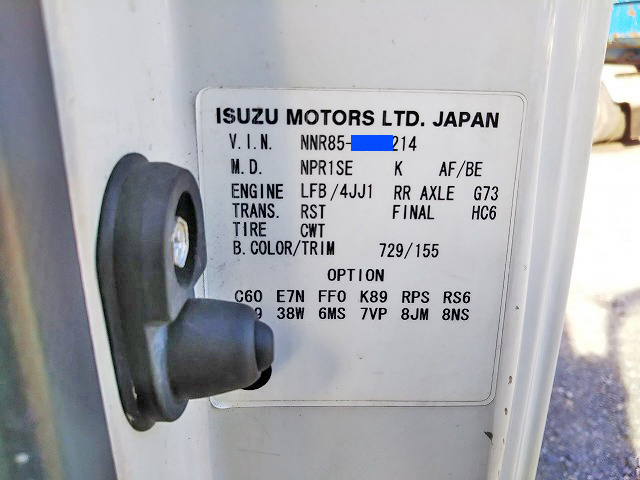 ISUZU MOTORS LTD. JAPAN
V.I.N. NNR85- 214
M.D. NPR1SE K AF/BE
ENGINE LFB/4JJ1 RR AXLE G73
TRANS. RST FINAL HC6
TIRE CWT
B.COLOR/TRIM 729/155
OPTION
C60 E7N FF0 K89 RPS RS6
38W 6MS 7VP 8JM 8NS